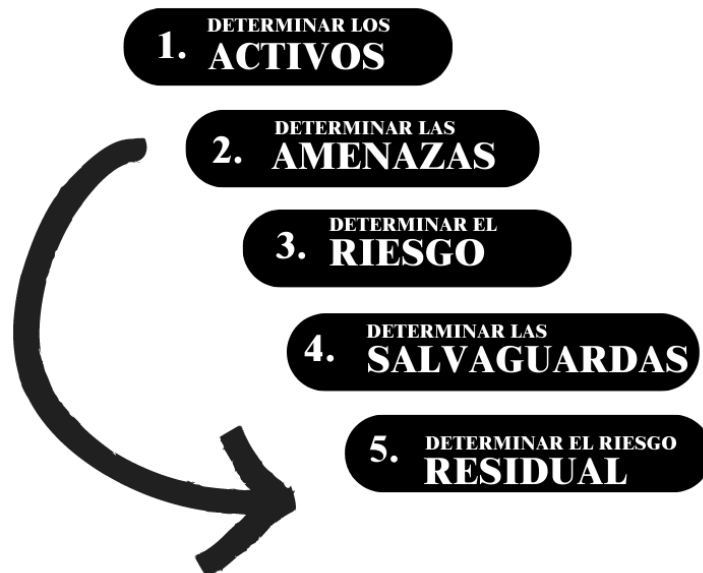 DETERMINAR LOS
1. ACTIVOS
DETERMINAR LAS
2. AMENAZAS
DETERMINAR EL
3. RIESGO
DETERMINAR LAS
4. SALVAGUARDAS
DETERMINAR EL RIESGO
5. RESIDUAL